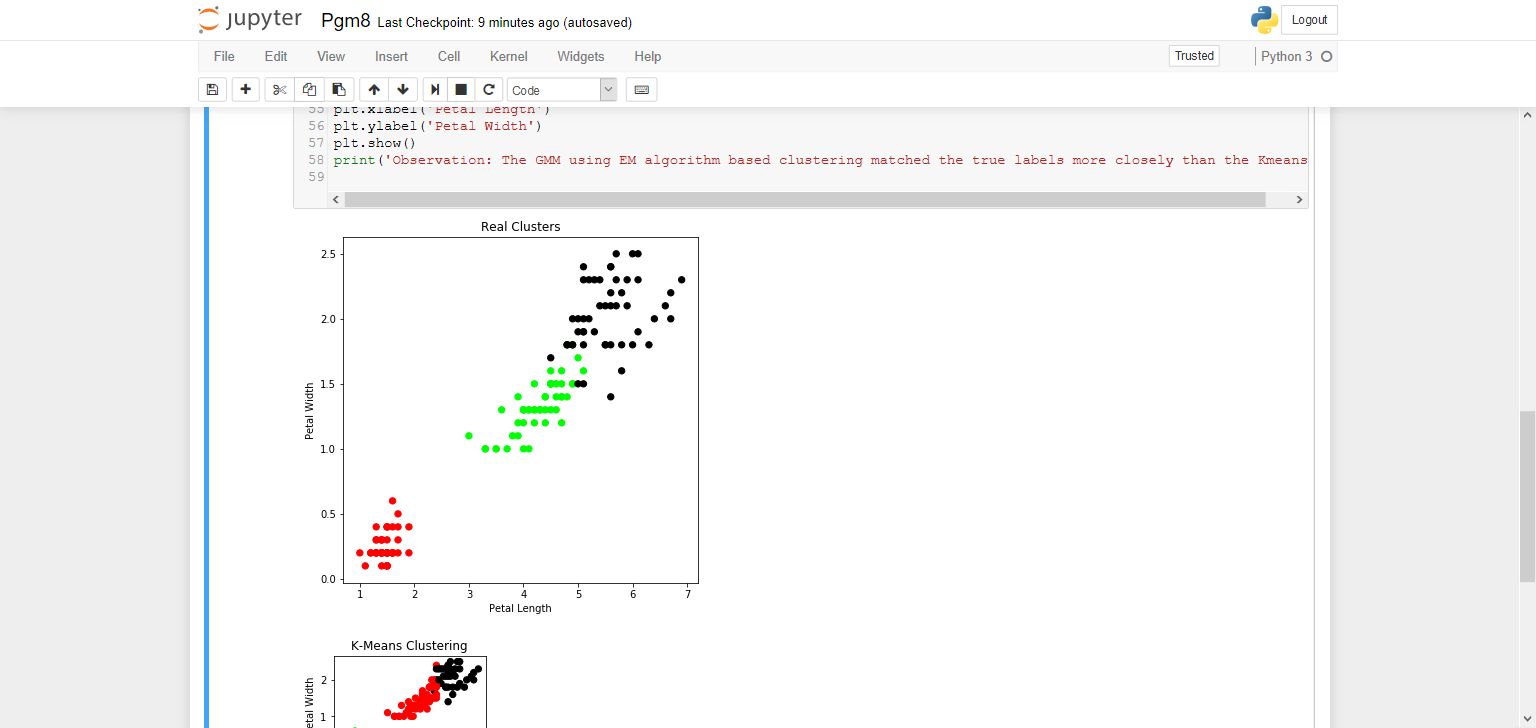 jupyter Pgm8 Last Checkpoint: 9 minutes ago (autosaved)
Logout
File Edit View Insert Cell Kernel Widgets Help
Trusted
Python 3
Code
55 plt.xlabel('Petal Length')
56 plt.ylabel('Petal Width')
57 plt.show()
58 print('Observation: The GMM using EM algorithm based clustering matched the true labels more closely than the Kmeans
59
Real Clusters
2.5
2.0
1.5
1.0
0.5
0.0
Petal Width
1 2 3 4 5 6 7
Petal Length
K-Means Clustering
2
1
etal Width